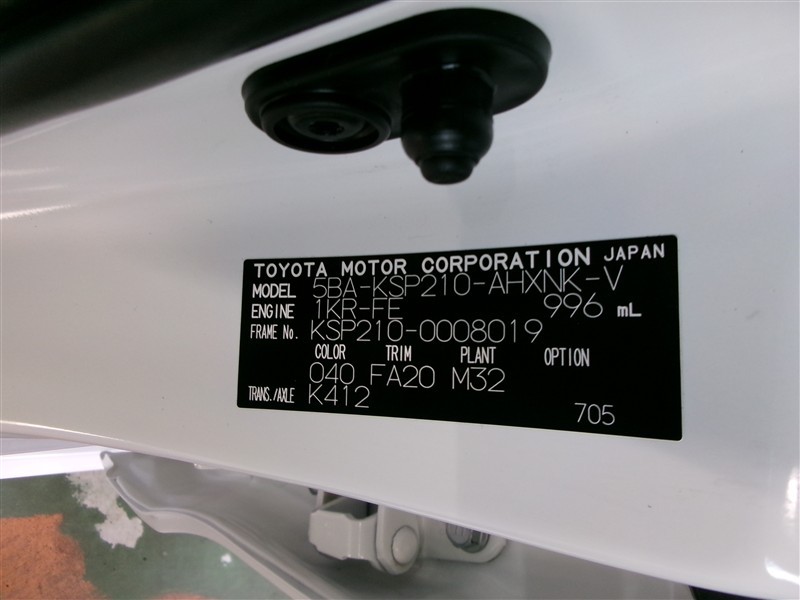 TOYOTA MOTOR CORPORATION JAPAN
MODEL 5BA-KSP210-AHXNK-V
ENGINE 1KR-FE 996 mL
FRAME No. KSP210-0008019
COLOR TRIM PLANT OPTION
040 FA20 M32
TRANS./AXLE K412
705